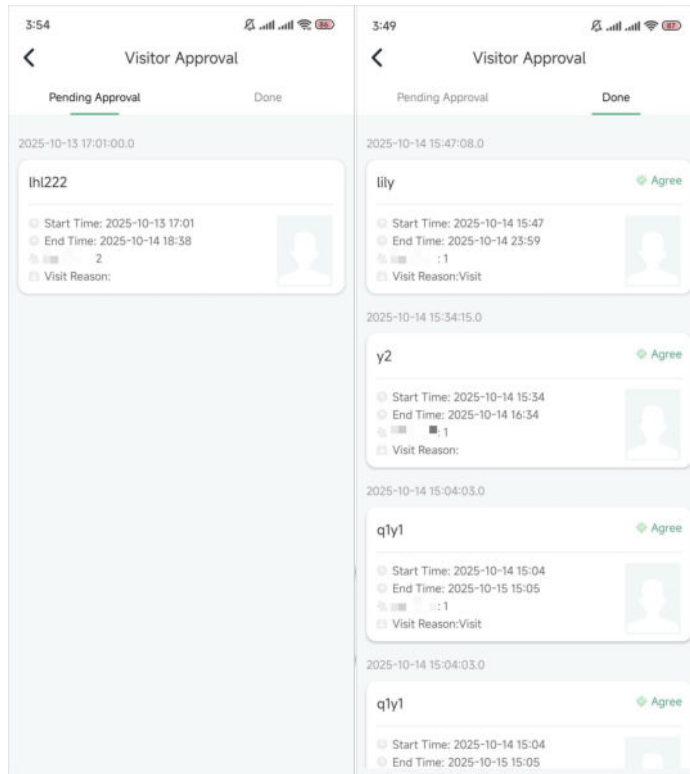 3:54
86
Visitor Approval
Pending Approval
Done
2025-10-13 17:01:00.0
lhl222
Start Time: 2025-10-13 17:01
End Time: 2025-10-14 18:38
2
Visit Reason:
3:49
87
Visitor Approval
Pending Approval
Done
2025-10-14 15:47:08.0
lily
Agree
Start Time: 2025-10-14 15:47
End Time: 2025-10-14 23:59
: 1
Visit Reason:Visit
2025-10-14 15:34:15.0
y2
Agree
Start Time: 2025-10-14 15:34
End Time: 2025-10-14 16:34
: 1
Visit Reason:
2025-10-14 15:04:03.0
q1y1
Agree
Start Time: 2025-10-14 15:04
End Time: 2025-10-15 15:05
: 1
Visit Reason:Visit
2025-10-14 15:04:03.0
q1y1
Agree
Start Time: 2025-10-14 15:04
End Time: 2025-10-15 15:05